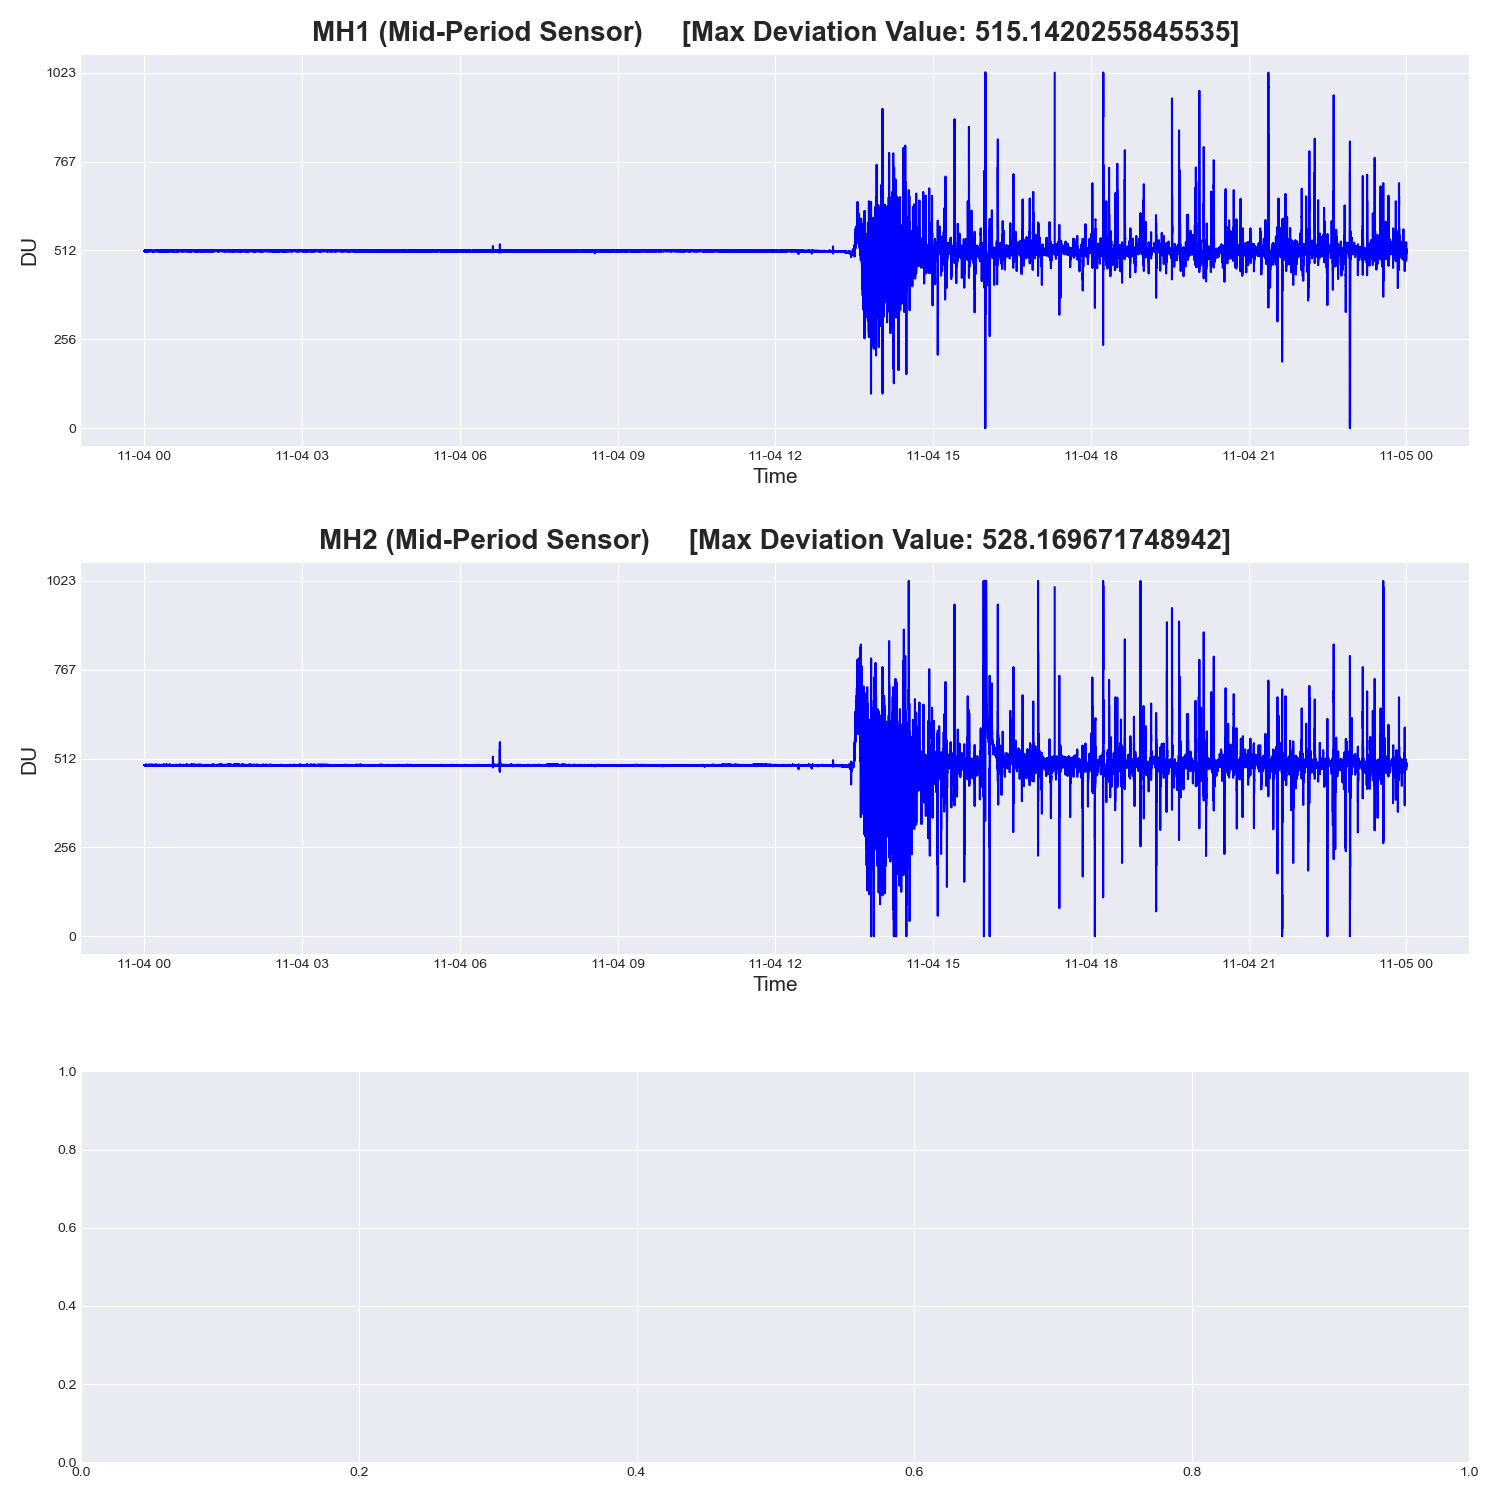 MH1 (Mid-Period Sensor) [Max Deviation Value: 515.1420255845535]
1023
767
512
256
0
DU
11-04 00 11-04 03 11-04 06 11-04 09 11-04 12 11-04 15 11-04 18 11-04 21 11-05 00
Time
MH2 (Mid-Period Sensor) [Max Deviation Value: 528.169671748942]
1023
767
512
256
0
DU
11-04 00 11-04 03 11-04 06 11-04 09 11-04 12 11-04 15 11-04 18 11-04 21 11-05 00
Time
1.0
0.8
0.6
0.4
0.2
0.0
0.0 0.2 0.4 0.6 0.8 1.0